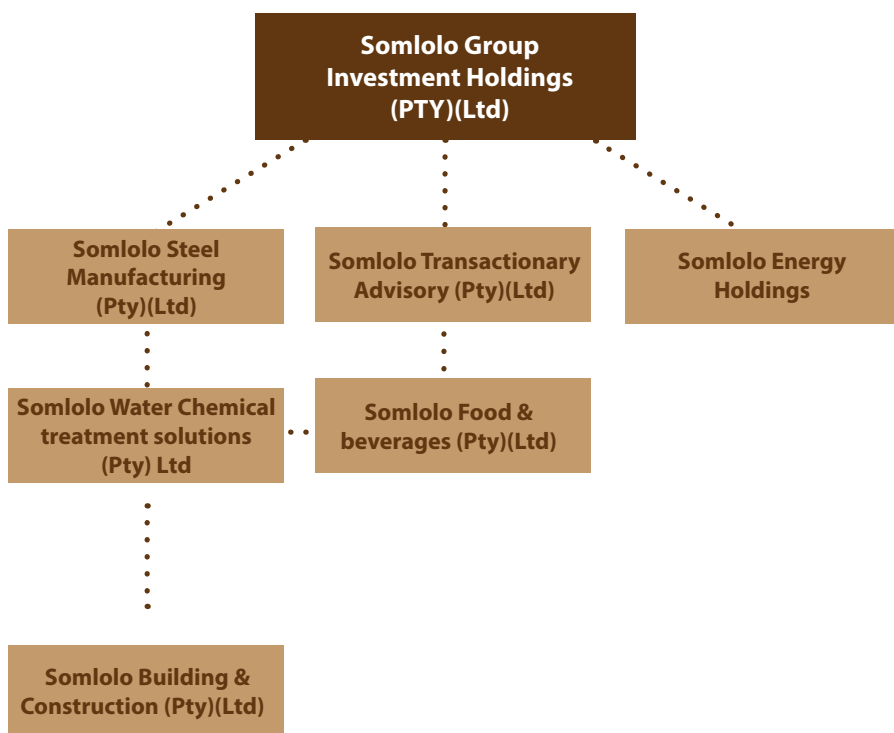 Somlolo Group
Investment Holdings
(PTY)(Ltd)
Somlolo Steel
Manufacturing
(Pty)(Ltd)
Somlolo Transactionary
Advisory (Pty)(Ltd)
Somlolo Energy
Holdings
Somlolo Water Chemical
treatment solutions
(Pty) Ltd
Somlolo Food &
beverages (Pty)(Ltd)
Somlolo Building &
Construction (Pty)(Ltd)